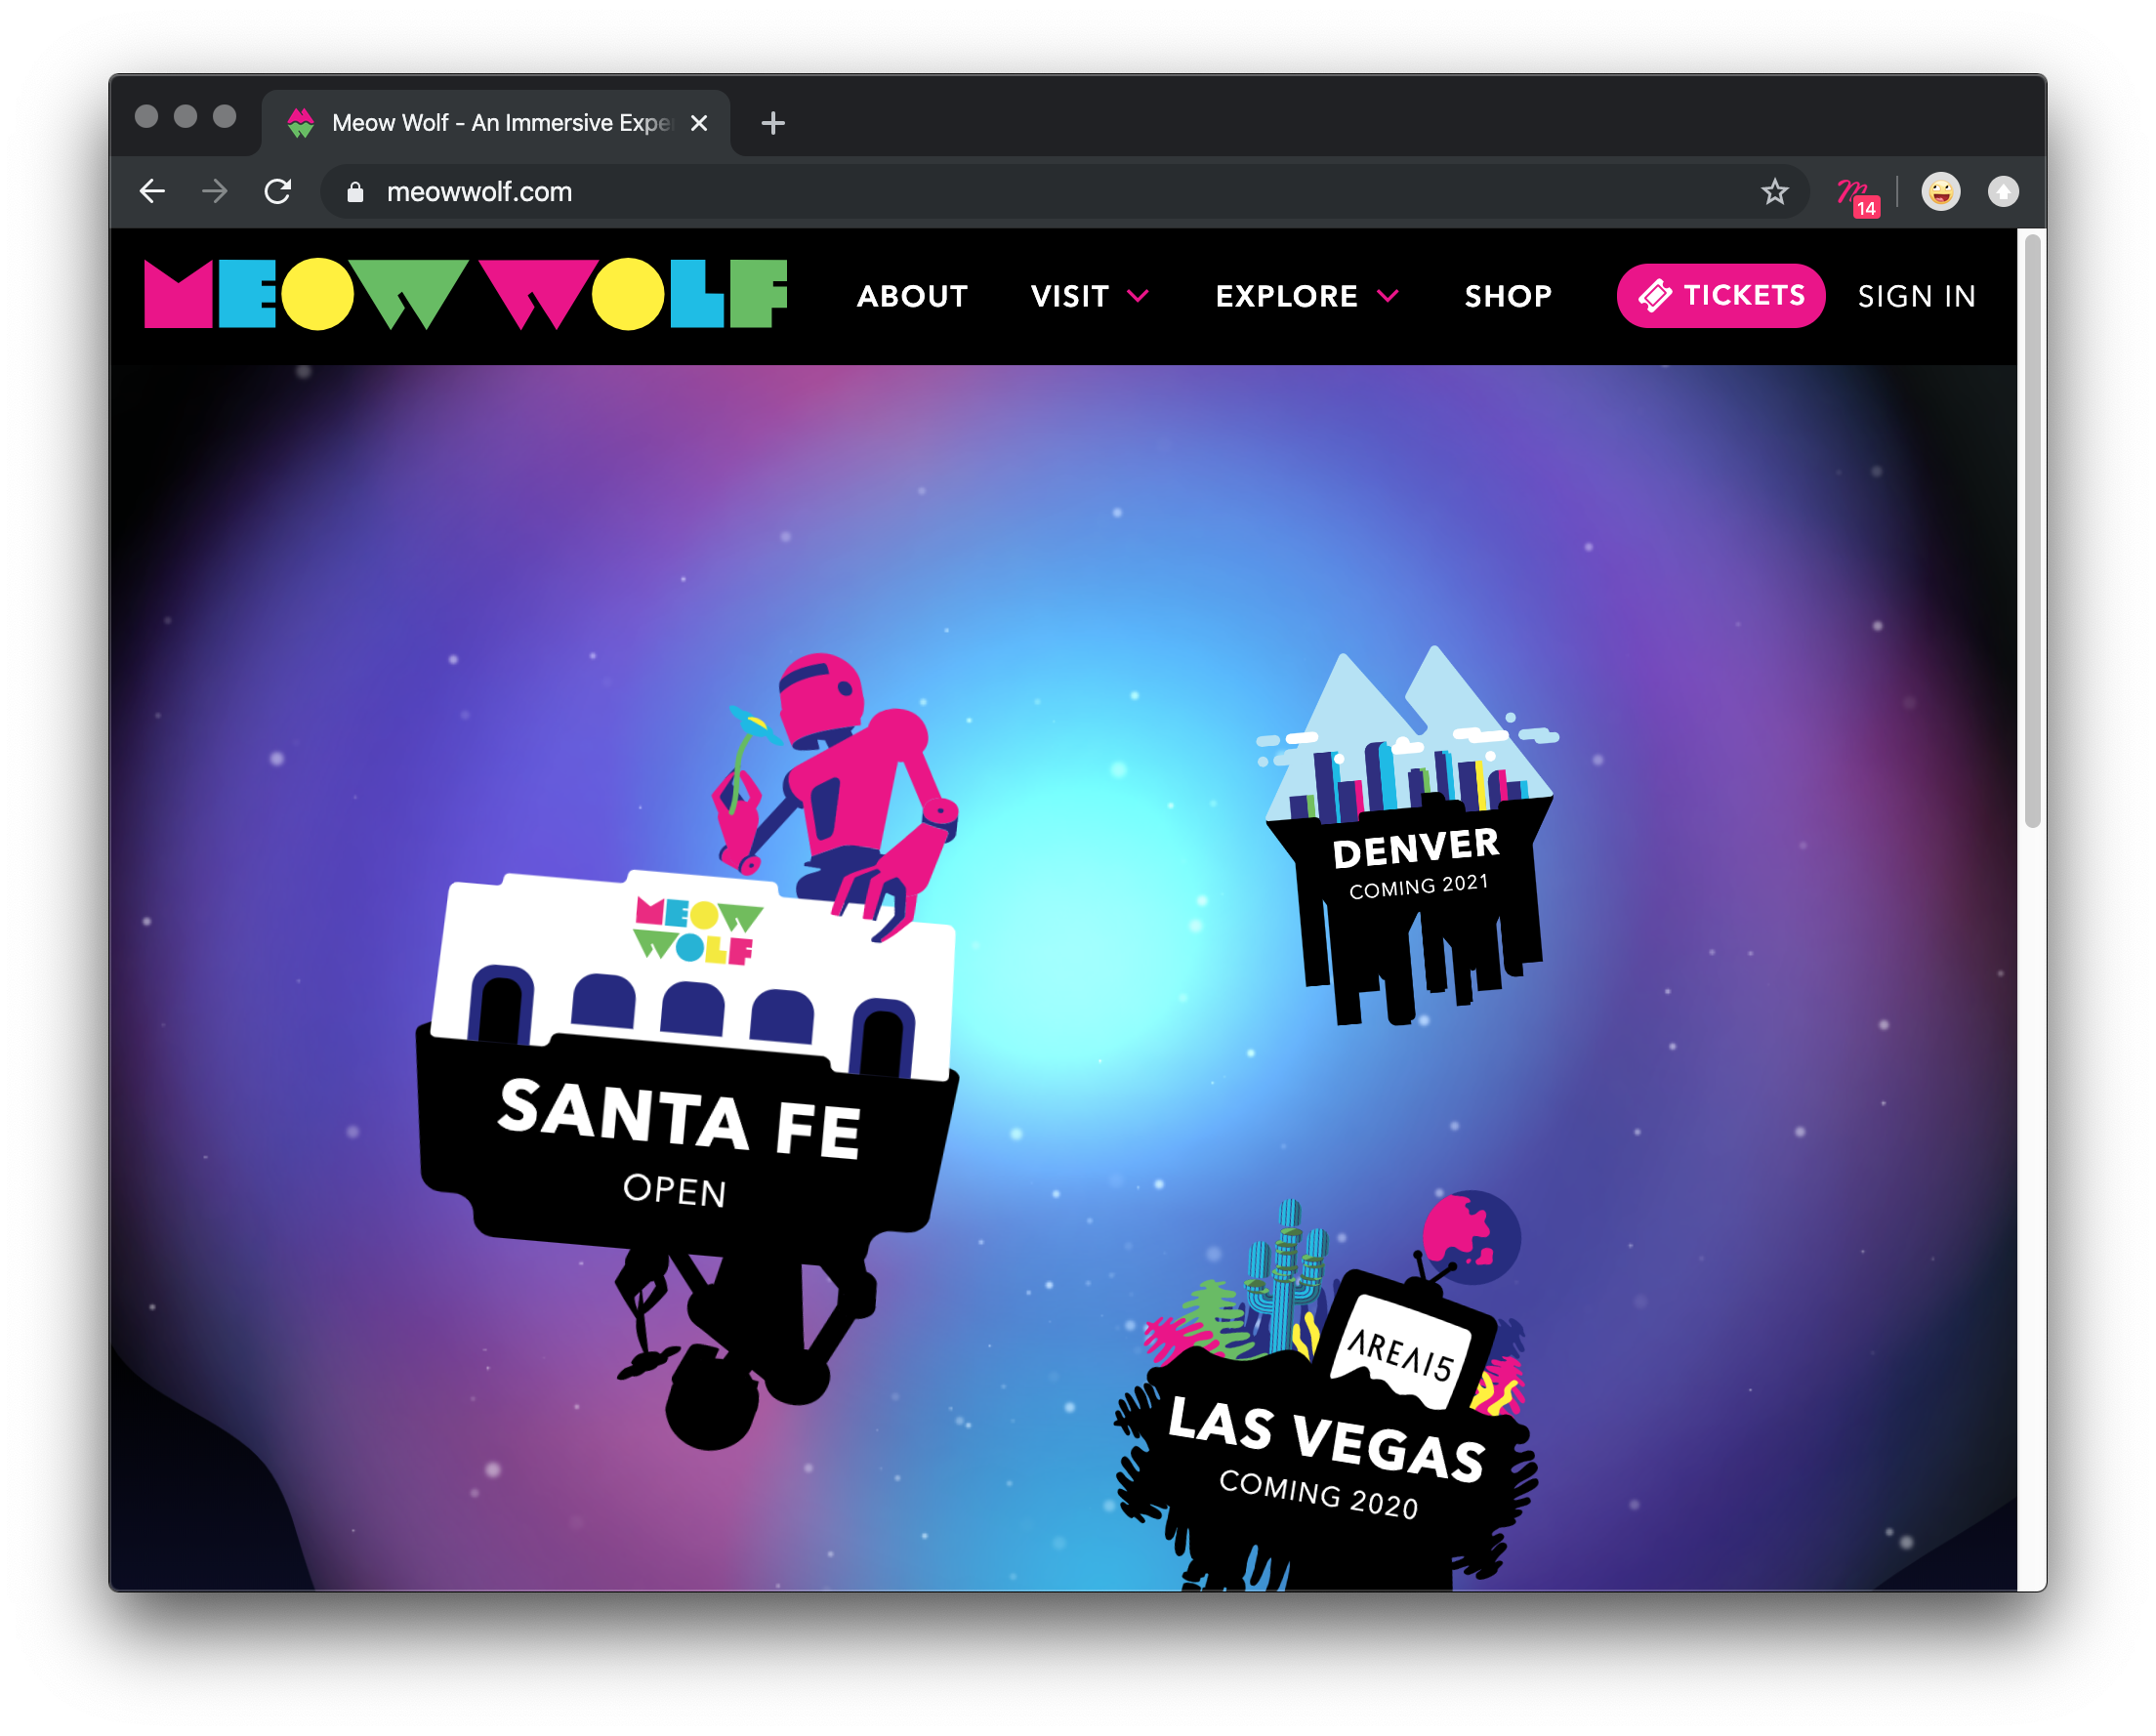 Meow Wolf - An Immersive Expe
meowwolf.com
14
MEOW WOLF
ABOUT
VISIT
EXPLORE
SHOP
TICKETS
SIGN IN
MEOW
WOLF
SANTA FE
OPEN
DENVER
COMING 2021
AREA15
LAS VEGAS
COMING 2020